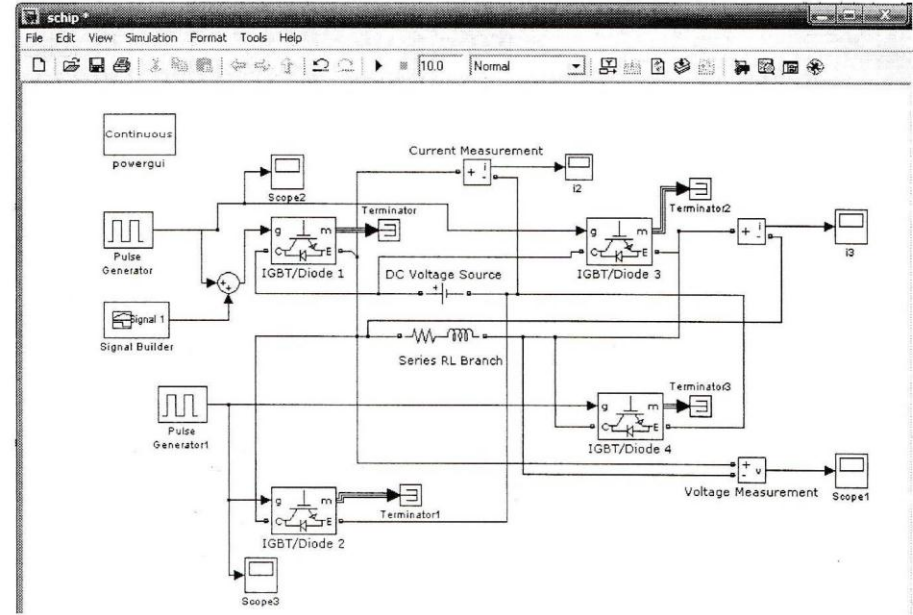 schip *
File Edit View Simulation Format Tools Help
10.0 Normal
Continuous
powergui
Current Measurement
+ i -
i2
Scope2
Terminator
Terminator2
+ i -
i3
Pulse
Generator
g m
C E
IGBT/Diode 1
g m
C E
IGBT/Diode 3
DC Voltage Source
+
+ +
Signal 1
Signal Builder
Series RL Branch
Terminator3
g m
C E
IGBT/Diode 4
Pulse
Generator1
+ v -
Voltage Measurement
Scope1
g m
C E
IGBT/Diode 2
Terminator1
Scope3